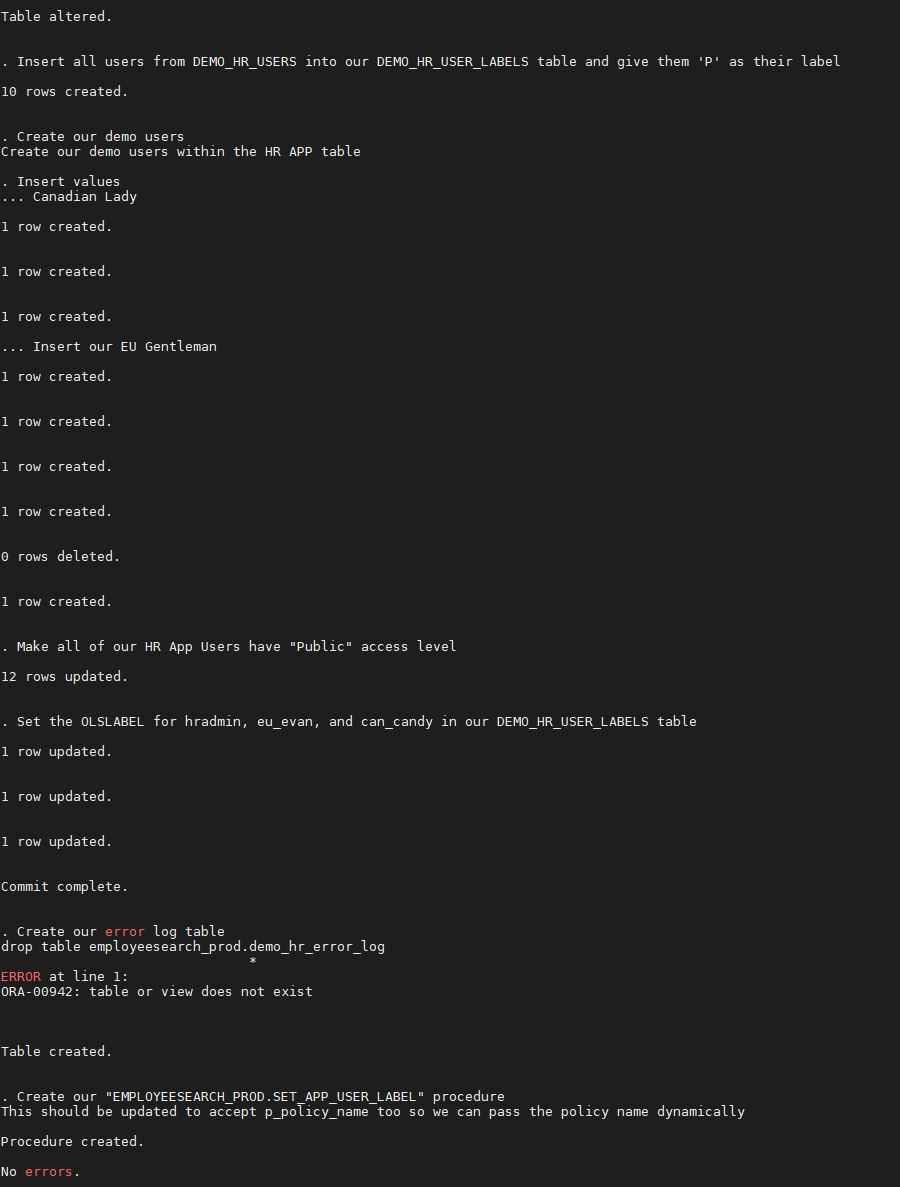 Table altered.
. Insert all users from DEMO_HR_USERS into our DEMO_HR_USER_LABELS table and give them 'P' as their label
10 rows created.
. Create our demo users
Create our demo users within the HR APP table
. Insert values
... Canadian Lady
1 row created.
1 row created.
1 row created.
... Insert our EU Gentleman
1 row created.
1 row created.
1 row created.
1 row created.
0 rows deleted.
1 row created.
. Make all of our HR App Users have "Public" access level
12 rows updated.
. Set the OLSLABEL for hradmin, eu_evan, and can_candy in our DEMO_HR_USER_LABELS table
1 row updated.
1 row updated.
1 row updated.
Commit complete.
. Create our error log table
drop table employeesearch_prod.demo_hr_error_log
*
ERROR at line 1:
ORA-00942: table or view does not exist
Table created.
. Create our "EMPLOYEESEARCH_PROD.SET_APP_USER_LABEL" procedure
This should be updated to accept p_policy_name too so we can pass the policy name dynamically
Procedure created.
No errors.